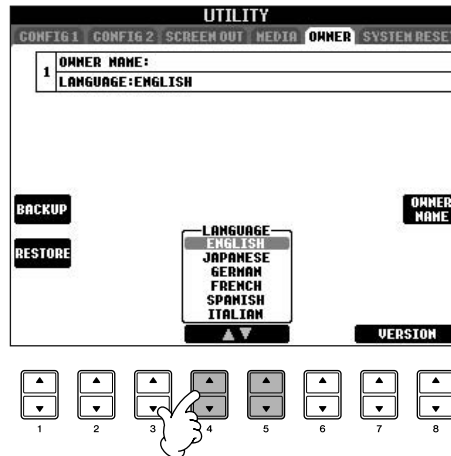 UTILITY
CONFIG 1 CONFIG 2 SCREEN OUT MEDIA OWNER SYSTEM RESET
1 OWNER NAME:
LANGUAGE:ENGLISH
BACKUP
OWNER NAME
RESTORE
LANGUAGE
ENGLISH
JAPANESE
GERMAN
FRENCH
SPANISH
ITALIAN
▲▼
VERSION
1 2 3 4 5 6 7 8